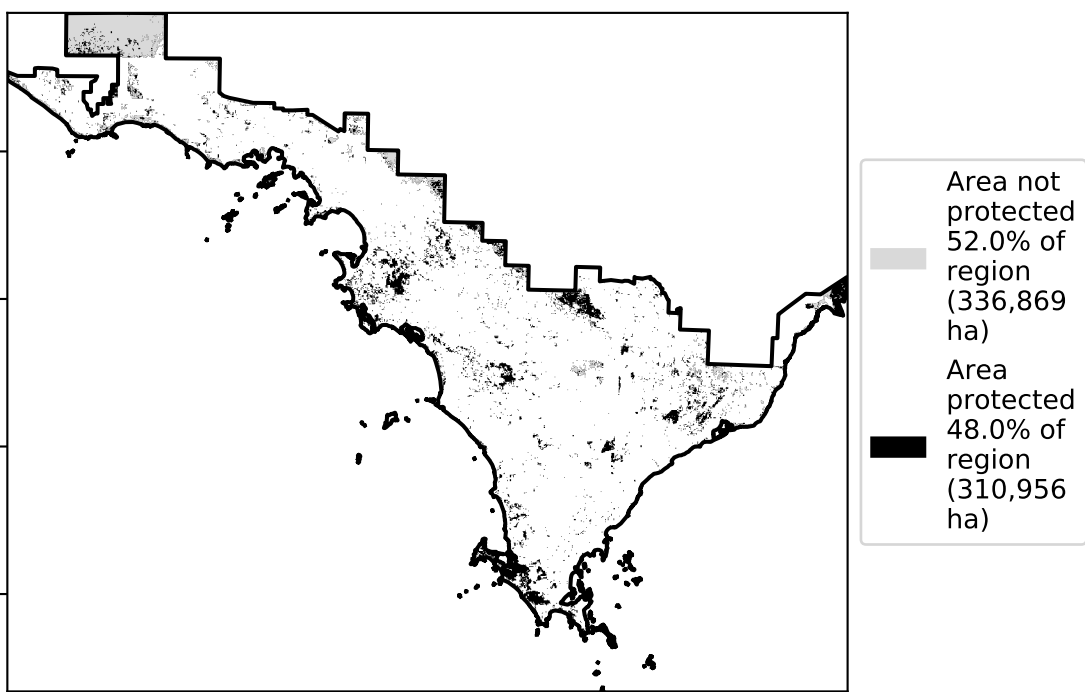 Area not
protected
52.0% of
region
(336,869
ha)
Area
protected
48.0% of
region
(310,956
ha)